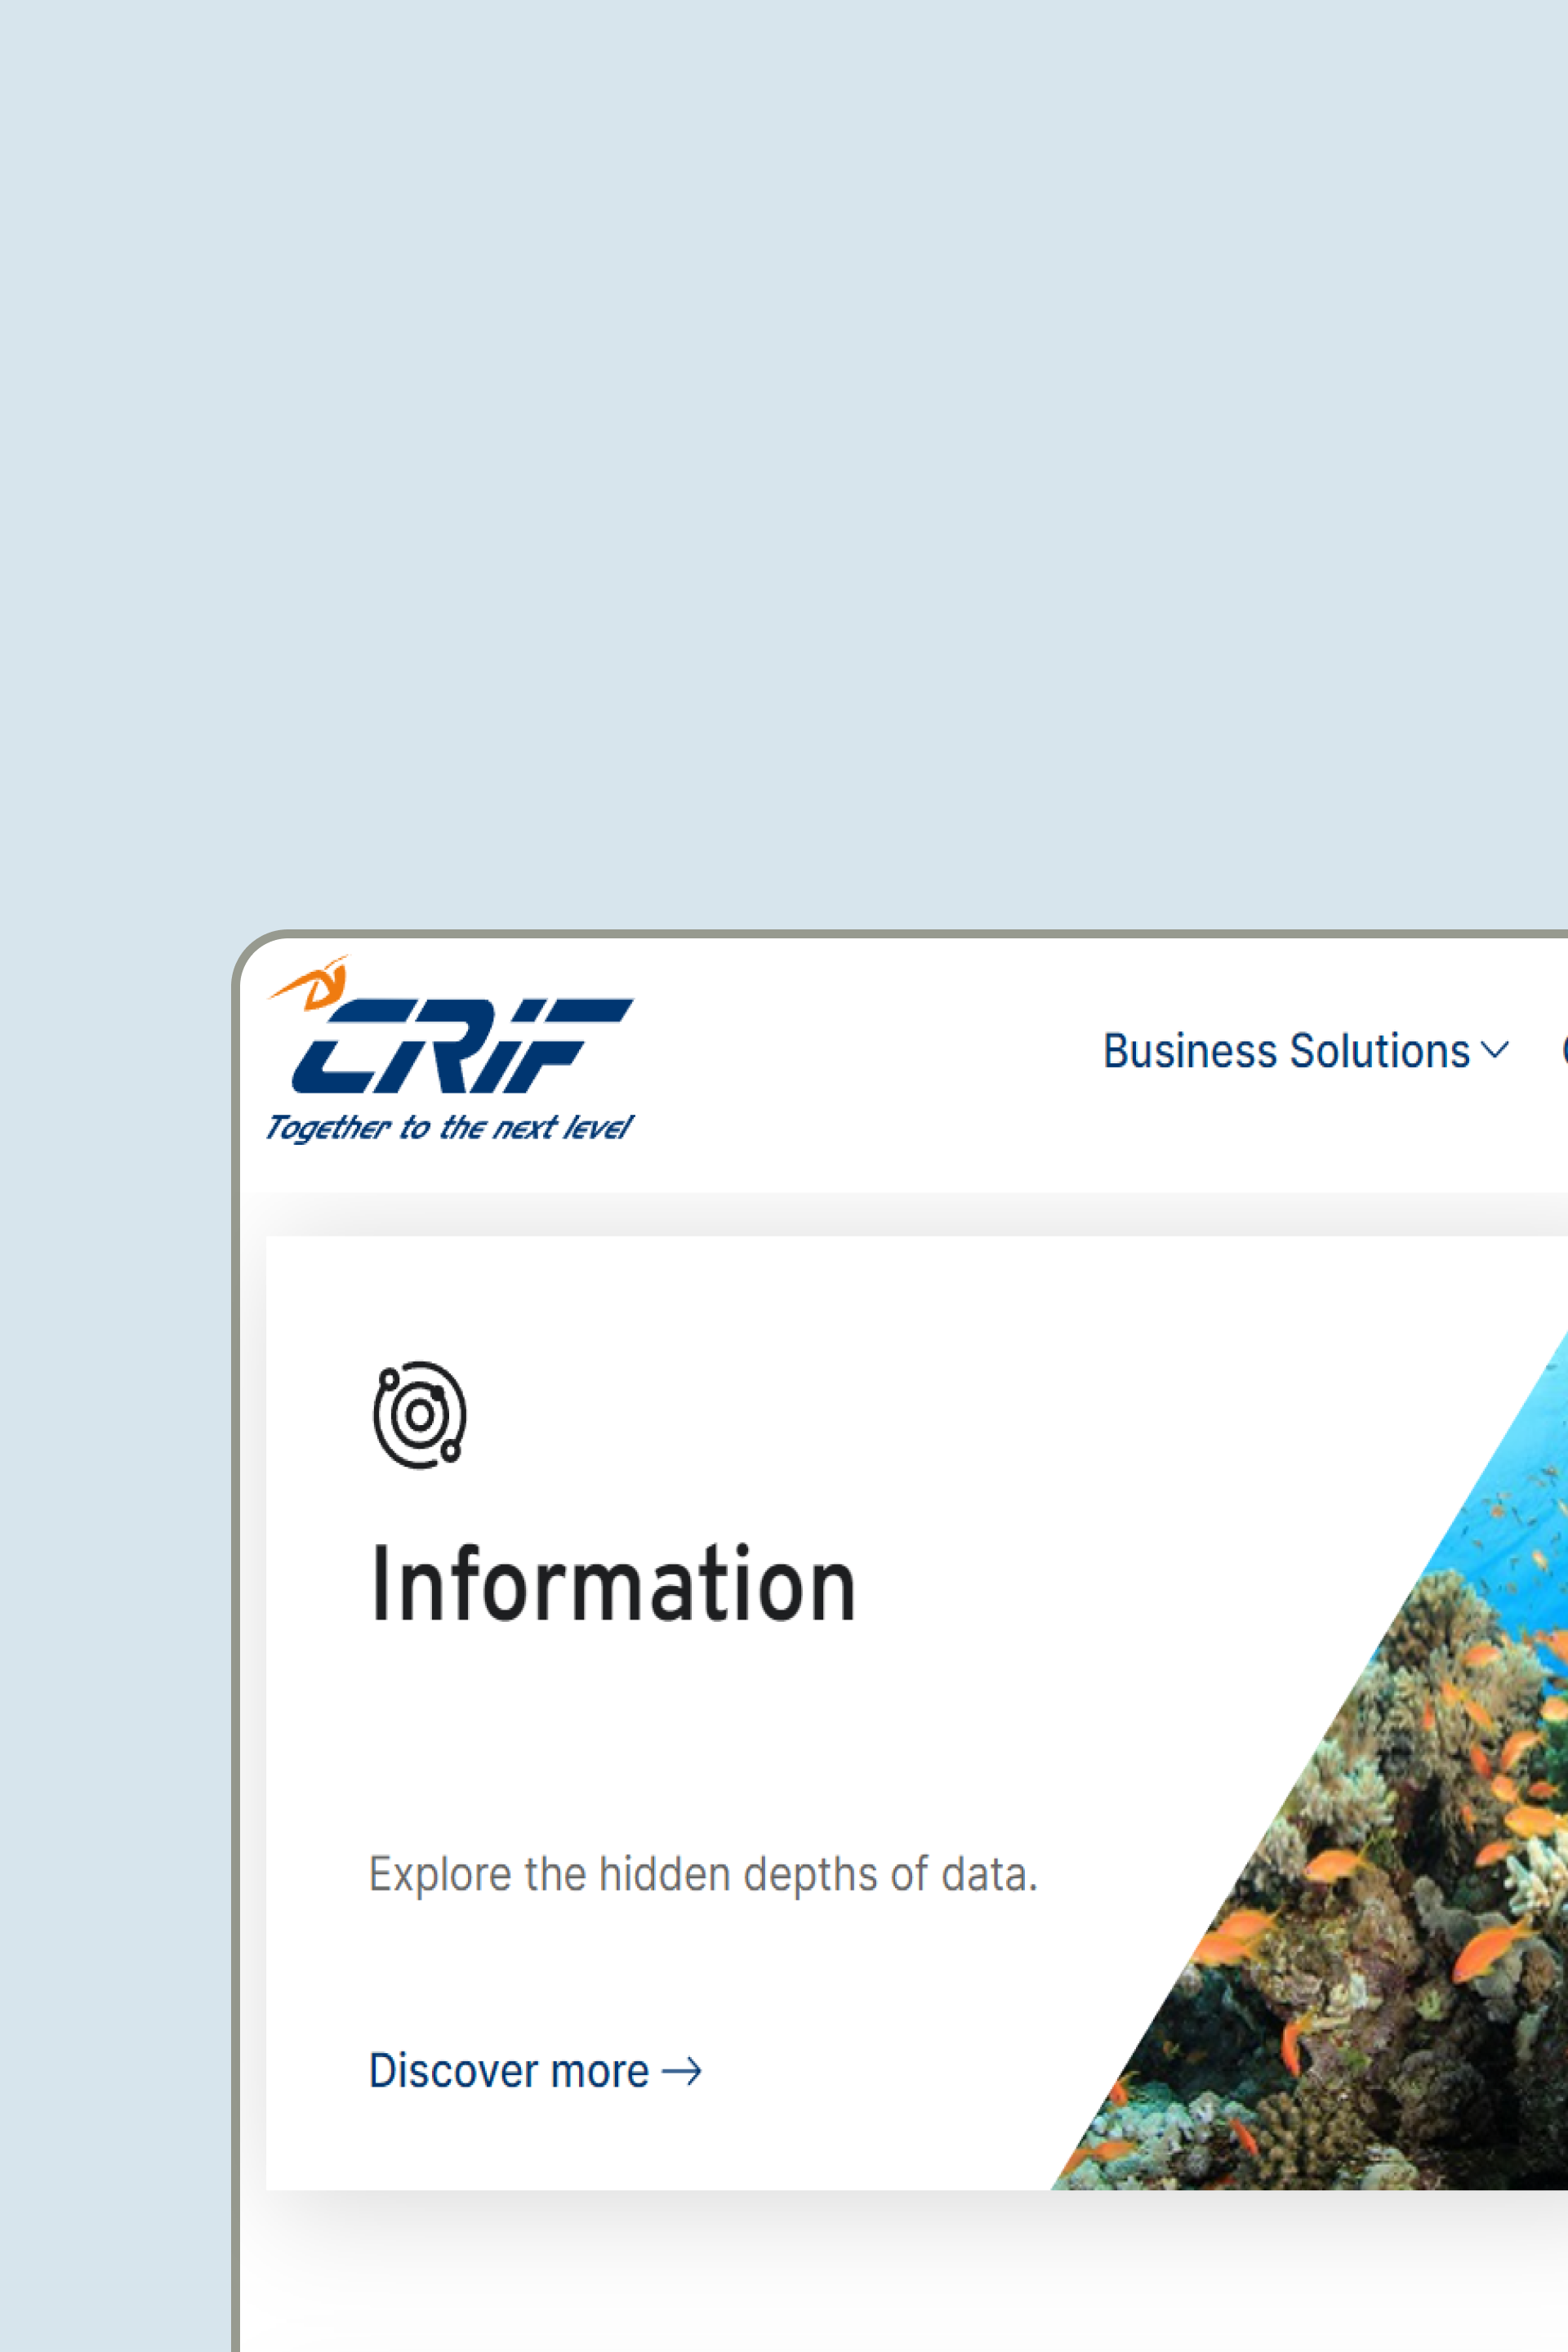 CRIF
Together to the next level
Business Solutions
Information
Explore the hidden depths of data.
Discover more →